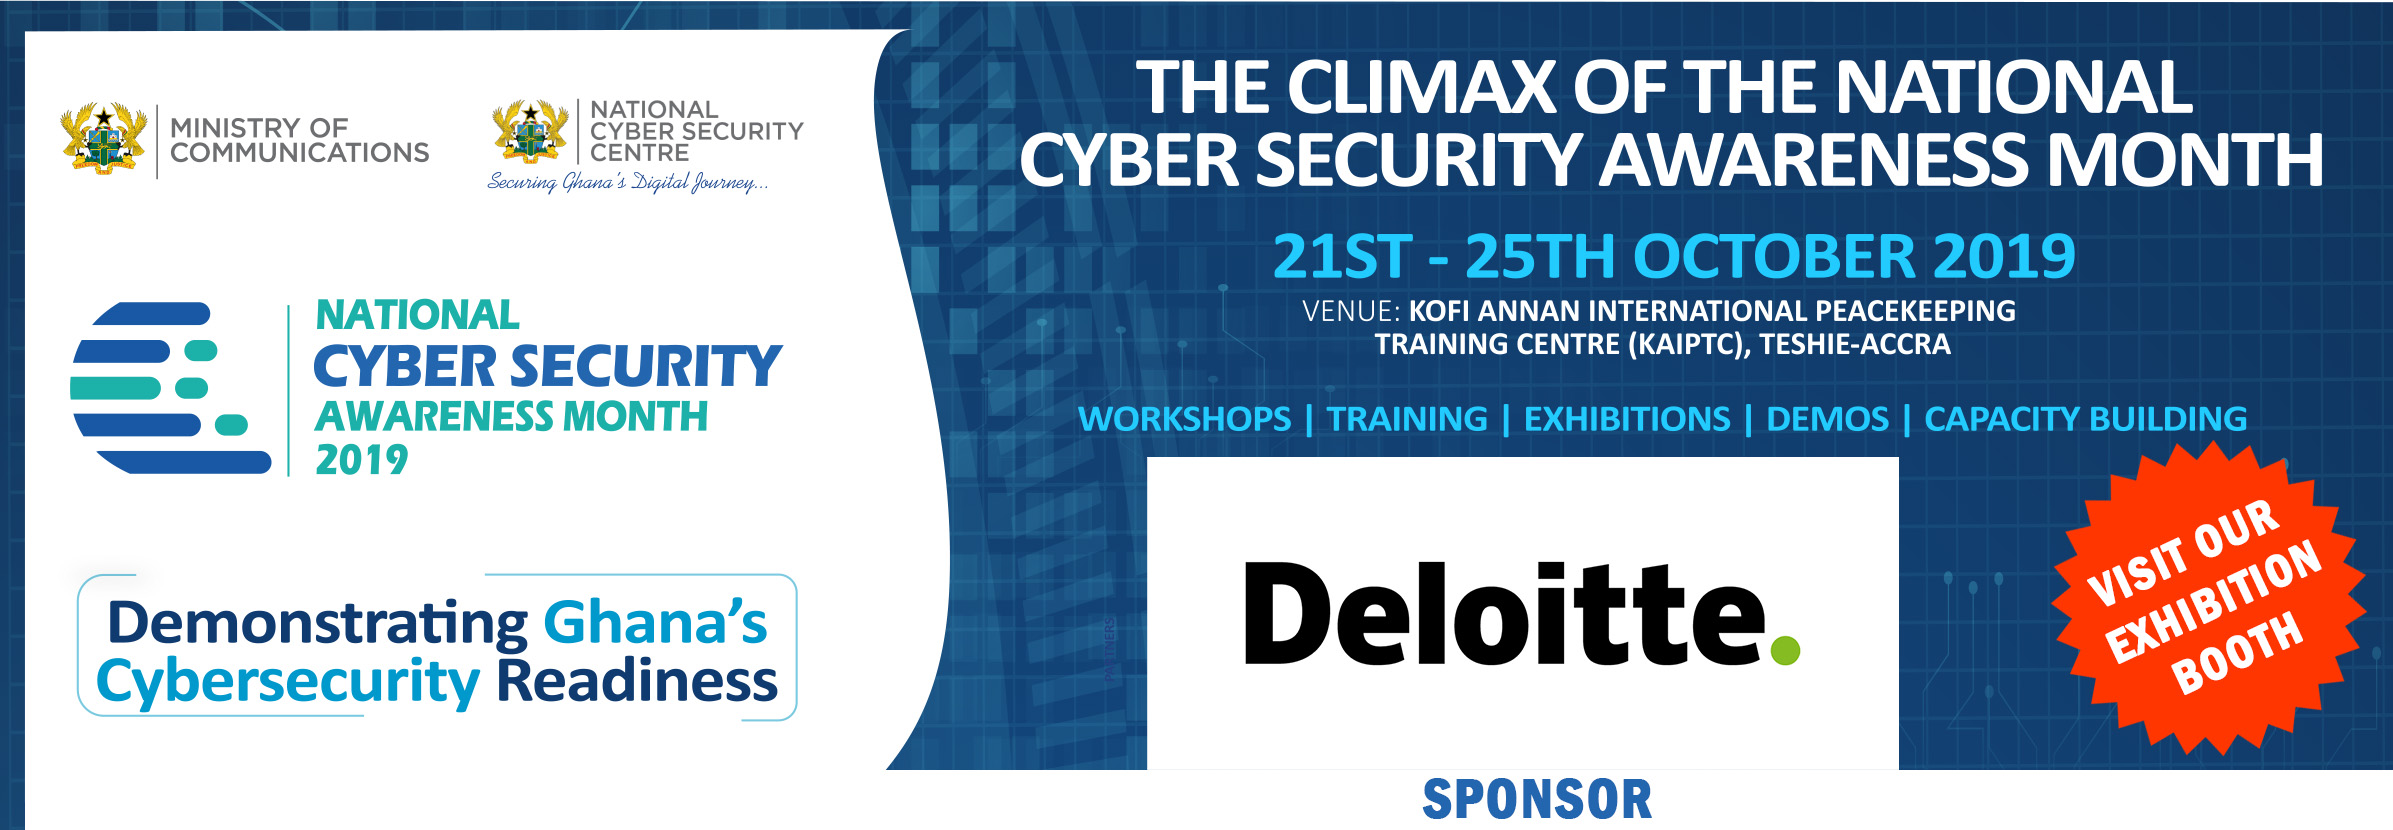 MINISTRY OF
COMMUNICATIONS
NATIONAL
CYBER SECURITY
CENTRE
Securing Ghana's Digital Journey...
NATIONAL
CYBER SECURITY
AWARENESS MONTH
2019
Demonstrating Ghana's
Cybersecurity Readiness
THE CLIMAX OF THE NATIONAL
CYBER SECURITY AWARENESS MONTH
21ST - 25TH OCTOBER 2019
VENUE: KOFI ANNAN INTERNATIONAL PEACEKEEPING
TRAINING CENTRE (KAIPTC), TESHIE-ACCRA
WORKSHOPS | TRAINING | EXHIBITIONS | DEMOS | CAPACITY BUILDING
PARTNERS
Deloitte.
VISIT OUR
EXHIBITION
BOOTH
SPONSOR